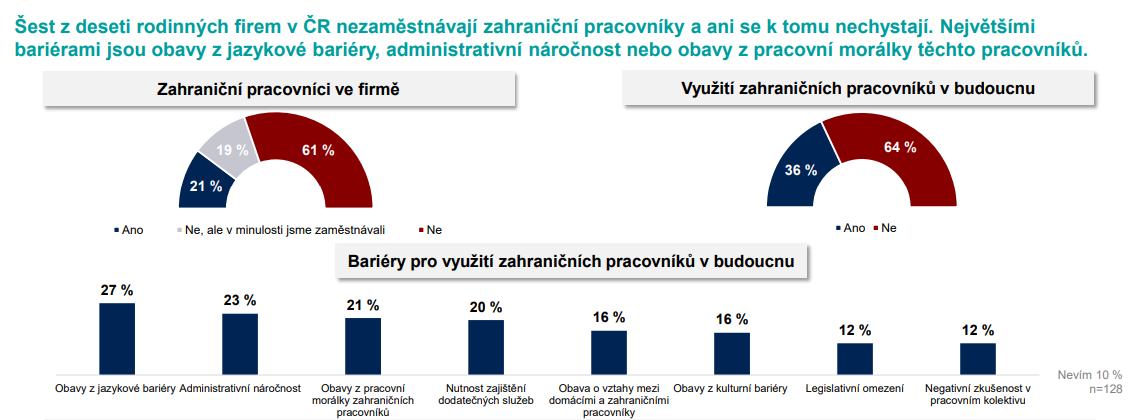 Šest z deseti rodinných firem v ČR nezaměstnávají zahraniční pracovníky a ani se k tomu nechystají. Největšími
bariérami jsou obavy z jazykové bariéry, administrativní náročnost nebo obavy z pracovní morálky těchto pracovníků.
Zahraniční pracovníci ve firmě
21 %
19 %
61 %
Ano
Ne, ale v minulosti jsme zaměstnávali
Ne
Využití zahraničních pracovníků v budoucnu
36 %
64 %
Ano
Ne
Bariéry pro využití zahraničních pracovníků v budoucnu
27 %
23 %
21 %
20 %
16 %
16 %
12 %
12 %
Obavy z jazykové bariéry
Administrativní náročnost
Obavy z pracovní
morálky zahraničních
pracovníků
Nutnost zajištění
dodatečných služeb
Obava o vztahy mezi
domácími a zahraničními
pracovníky
Obavy z kulturní bariéry
Legislativní omezení
Negativní zkušenost v
pracovním kolektivu
Nevím 10 %
n=128